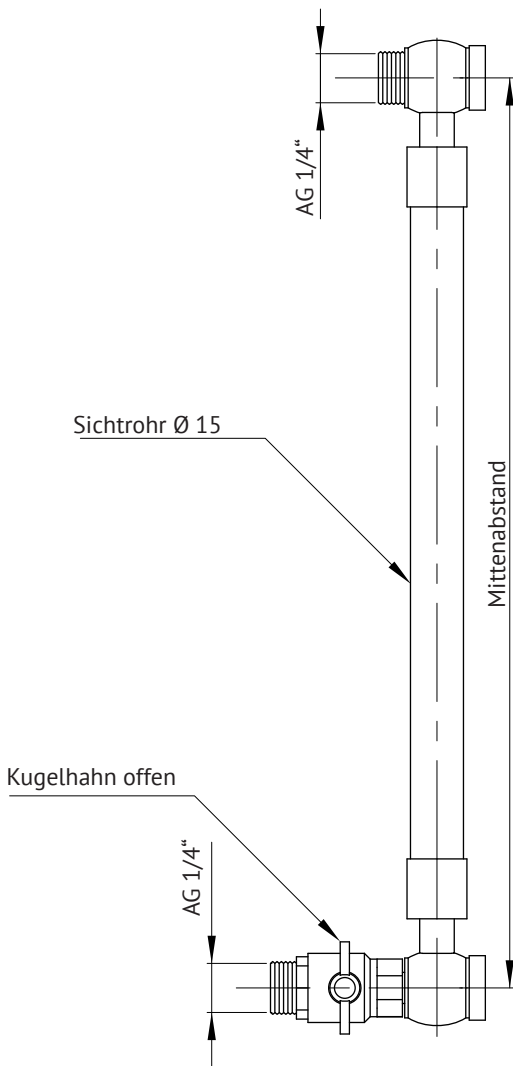 AG 1/4“
Sichtrohr Ø 15
Mittenabstand
Kugelhahn offen
AG 1/4“